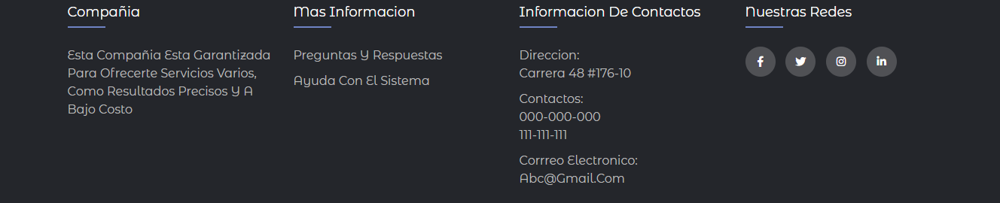 Compañia
Esta Compañia Esta Garantizada
Para Ofrecerte Servicios Varios,
Como Resultados Precisos Y A
Bajo Costo
Mas Informacion
Preguntas Y Respuestas
Ayuda Con El Sistema
Informacion De Contactos
Direccion:
Carrera 48 #176-10
Contactos:
000-000-000
111-111-111
Corrreo Electronico:
Abc@Gmail.Com
Nuestras Redes